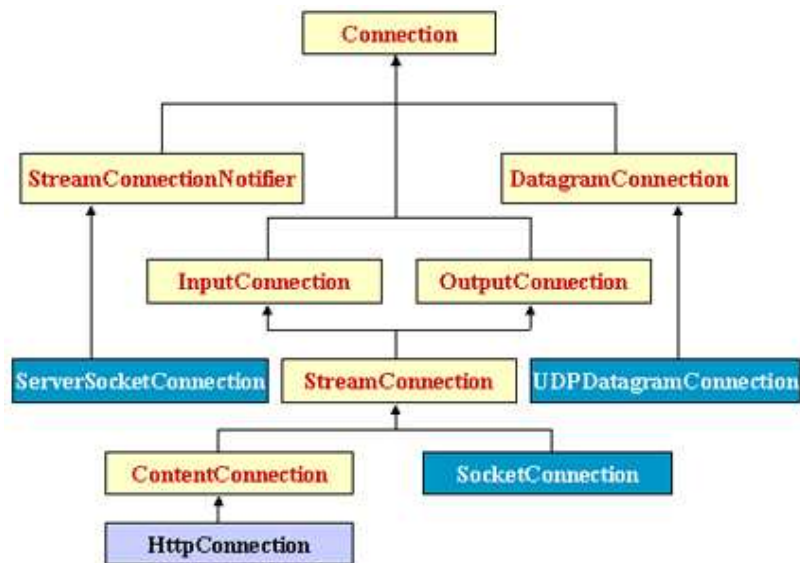 Connection
StreamConnectionNotifier
DatagramConnection
InputConnection
OutputConnection
ServerSocketConnection
StreamConnection
UDPDatagramConnection
ContentConnection
SocketConnection
HttpConnection